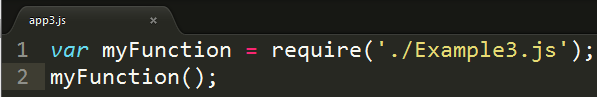 app3.js ×
1 var myFunction = require('./Example3.js');
2 myFunction();